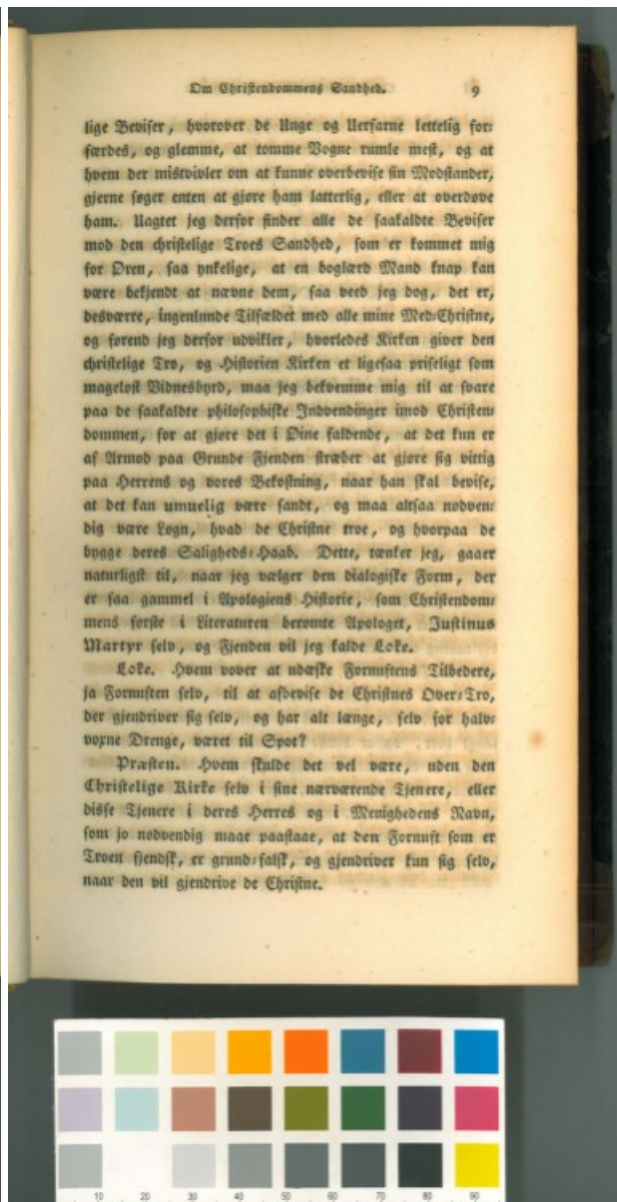 Om Christendommens Sandhed. 9
lige Beviser, hvorover de Unge og Uerfarne lettelig for:
færdes, og glemme, at tomme Vogne rumle mest, og at
hvem der mistvivler om at kunne overbevise sin Modstander,
gjerne søger enten at gjøre ham latterlig, eller at overdøve
ham. Uagtet jeg derfor finder alle de saakaldte Beviser
mod den christelige Troes Sandhed, som er kommet mig
for Øren, saa ynkelige, at en boglærd Mand knap kan
være bekjendt at nævne dem, saa veed jeg dog, det er,
desværre, ingenlunde Tilfældet med alle mine Med:Christne,
og førend jeg derfor udvikler, hvorledes Kirken giver den
christelige Tro, og Historien Kirken et ligesaa priseligt som
mageløst Vidnesbyrd, maa jeg bekvemme mig til at svare
paa de saakaldte philosophiske Indvendinger imod Christen:
dommen, for at gjøre det i Øine faldende, at det kun er
af Armod paa Grunde Fjenden stræber at gjøre sig vittig
paa Herrens og vores Bekostning, naar han skal bevise,
at det kan umuelig være sandt, og maa altsaa nødven:
dig være Løgn, hvad de Christne troe, og hvorpaa de
bygge deres Saligheds:Haab. Dette, tænker jeg, gaaer
naturligst til, naar jeg vælger den dialogiske Form, der
er saa gammel i Apologiens Historie, som Christendom:
mens første i Literaturen berømte Apologet, Justinus
Martyr selv, og Fjenden vil jeg kalde Loke.
Loke. Hvem vover at udæske Fornuftens Tilbedere,
ja Fornuften selv, til at afbevise de Christnes Over:Tro,
der gjendriver sig selv, og har alt længe, selv for halv:
voxne Drenge, været til Spot?
Præsten. Hvem skulde det vel være, uden den
Christelige Kirke selv i sine nærværende Tjenere, eller
disse Tjenere i deres Herres og i Menighedens Navn,
som jo nødvendig maae paastaae, at den Fornuft som er
Troen fjendsk, er grund:falsk, og gjendriver kun sig selv,
naar den vil gjendrive de Christne.
10 20 30 40 50 60 70 80 90